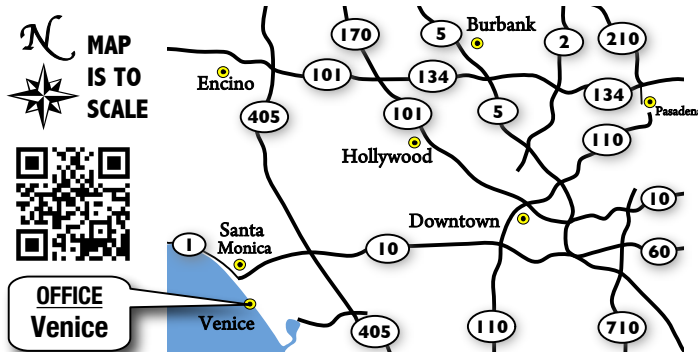 N
MAP
IS TO
SCALE
170
5
Burbank
2
210
Encino
101
134
134
405
101
5
Pasadena
110
Hollywood
10
Downtown
Santa
Monica
1
10
60
OFFICE
Venice
Venice
405
110
710